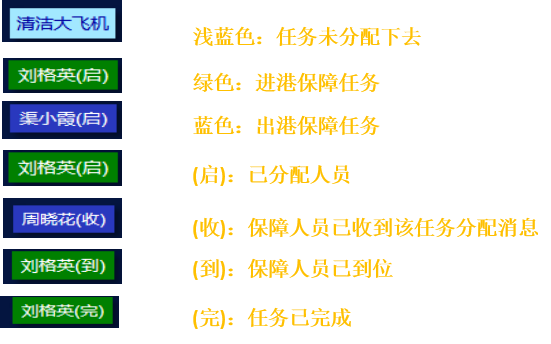 清洁大飞机 浅蓝色：任务未分配下去
刘格英(启) 绿色：进港保障任务
渠小霞(启) 蓝色：出港保障任务
刘格英(启) (启)：已分配人员
周晓花(收) (收)：保障人员已收到该任务分配消息
刘格英(到) (到)：保障人员已到位
刘格英(完) (完)：任务已完成